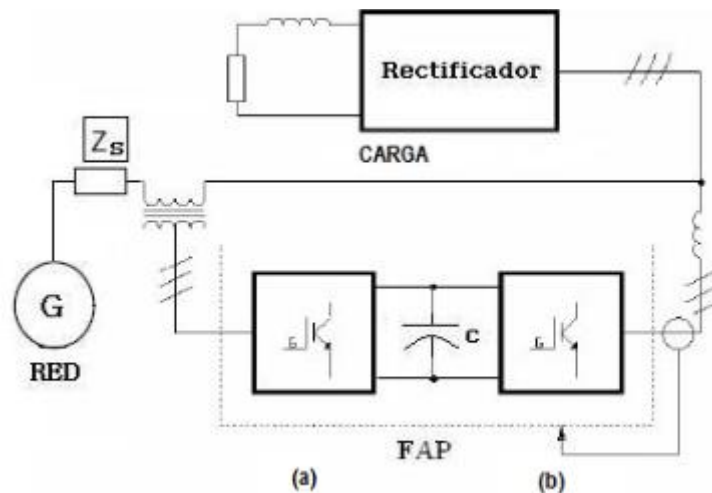 Rectificador
CARGA
Zs
G
RED
G
C
G
FAP
(a)
(b)